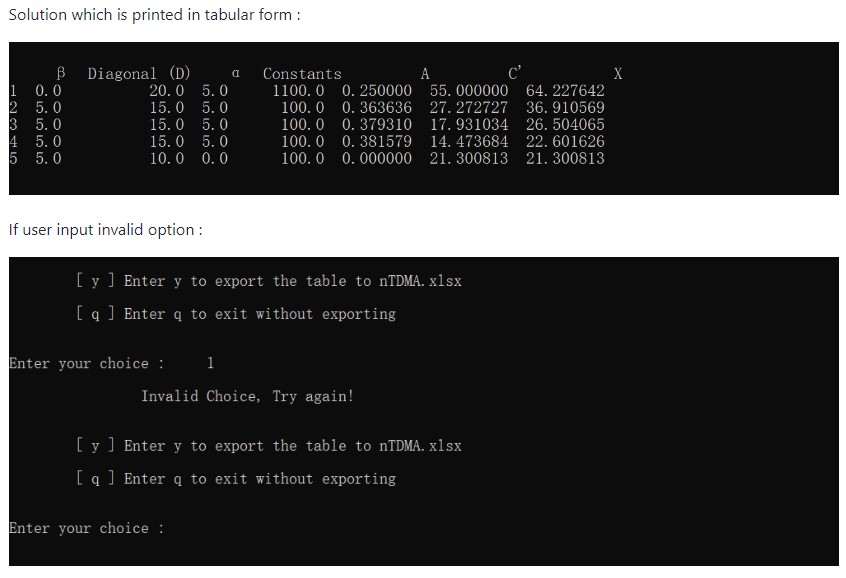 Solution which is printed in tabular form :
β Diagonal (D) α Constants A C' X
1 0.0 20.0 5.0 1100.0 0.250000 55.000000 64.227642
2 5.0 15.0 5.0 100.0 0.363636 27.272727 36.910569
3 5.0 15.0 5.0 100.0 0.379310 17.931034 26.504065
4 5.0 15.0 5.0 100.0 0.381579 14.473684 22.601626
5 5.0 10.0 0.0 100.0 0.000000 21.300813 21.300813
If user input invalid option :
[ y ] Enter y to export the table to nTDMA.xlsx
[ q ] Enter q to exit without exporting
Enter your choice : 1
Invalid Choice, Try again!
[ y ] Enter y to export the table to nTDMA.xlsx
[ q ] Enter q to exit without exporting
Enter your choice :